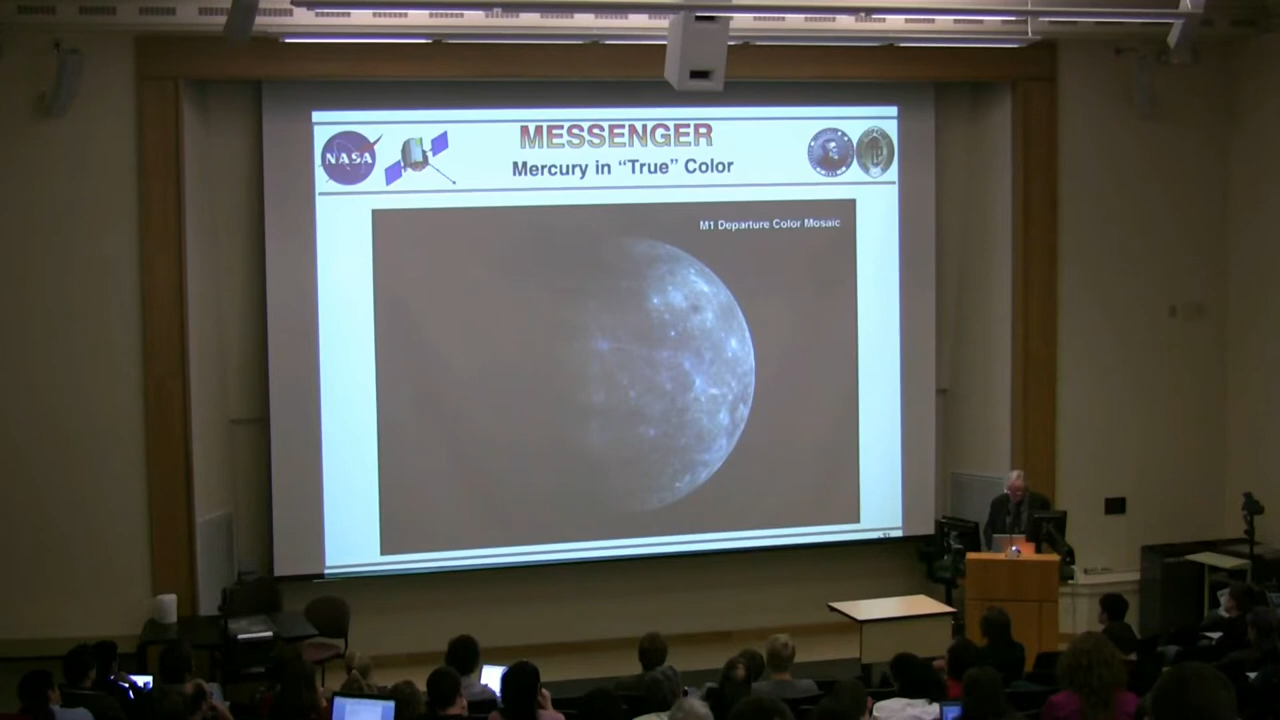 MESSENGER
NASA
Mercury in “True” Color
M1 Departure Color Mosaic